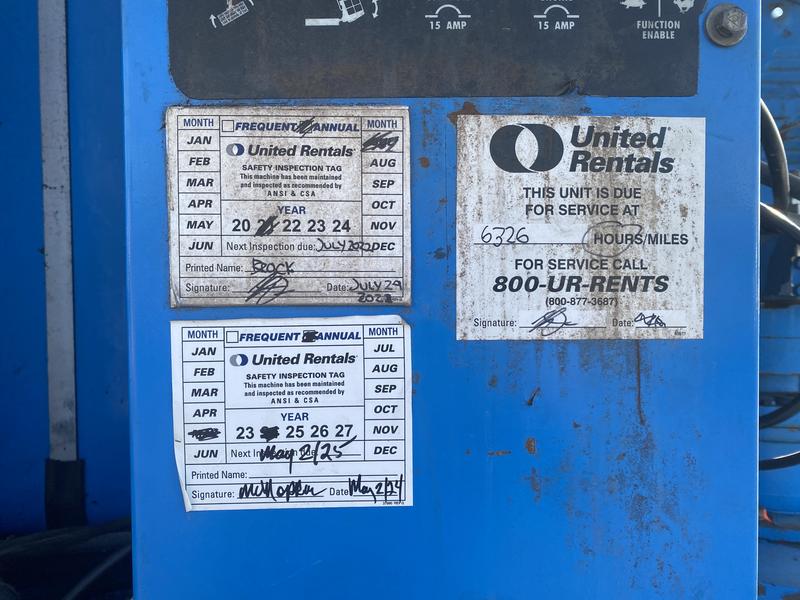 15 AMP
15 AMP
FUNCTION
ENABLE
MONTH
JAN
FEB
MAR
APR
MAY
JUN
FREQUENT ANNUAL
United Rentals
SAFETY INSPECTION TAG
This machine has been maintained
and inspected as recommended by
ANSI & CSA
YEAR
20 22 23 24
Next Inspection due: JULY 2022
Printed Name: Brock
Signature:
Date: JULY 29
MONTH
AUG
SEP
OCT
NOV
DEC
United
Rentals
THIS UNIT IS DUE
FOR SERVICE AT
6326 HOURS/MILES
FOR SERVICE CALL
800-UR-RENTS
(800-877-3687)
Signature: Date:
MONTH
JAN
FEB
MAR
APR
JUN
FREQUENT ANNUAL
United Rentals
SAFETY INSPECTION TAG
This machine has been maintained
and inspected as recommended by
ANSI & CSA
YEAR
23 25 26 27
Next Inspection due: May 2/25
Printed Name:
Signature: Date: May 2/24
MONTH
JUL
AUG
SEP
OCT
NOV
DEC